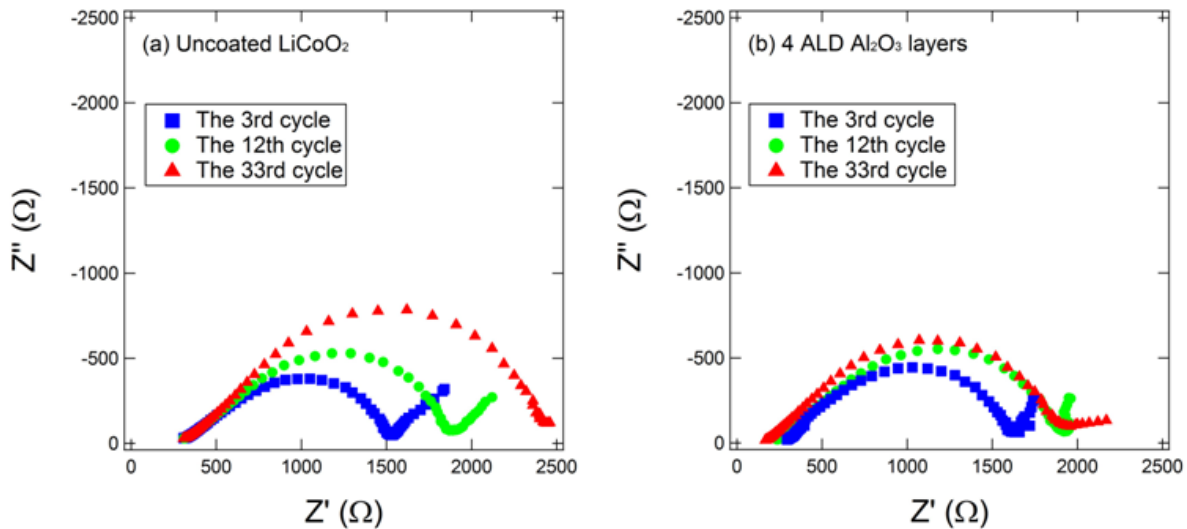 (a) Uncoated LiCoO₂
The 3rd cycle
The 12th cycle
The 33rd cycle
-2500
-2000
-1500
-1000
-500
0
0 500 1000 1500 2000 2500
Z'' (Ω)
Z' (Ω)
(b) 4 ALD Al₂O₃ layers
The 3rd cycle
The 12th cycle
The 33rd cycle
-2500
-2000
-1500
-1000
-500
0
0 500 1000 1500 2000 2500
Z'' (Ω)
Z' (Ω)